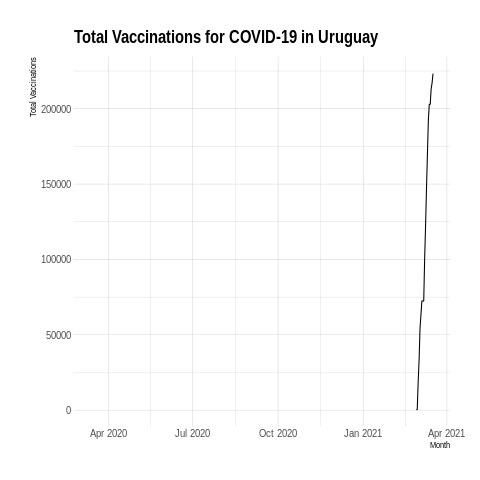 Total Vaccinations for COVID-19 in Uruguay
Total Vaccinations
200000
150000
100000
50000
0
Apr 2020 Jul 2020 Oct 2020 Jan 2021 Apr 2021
Month